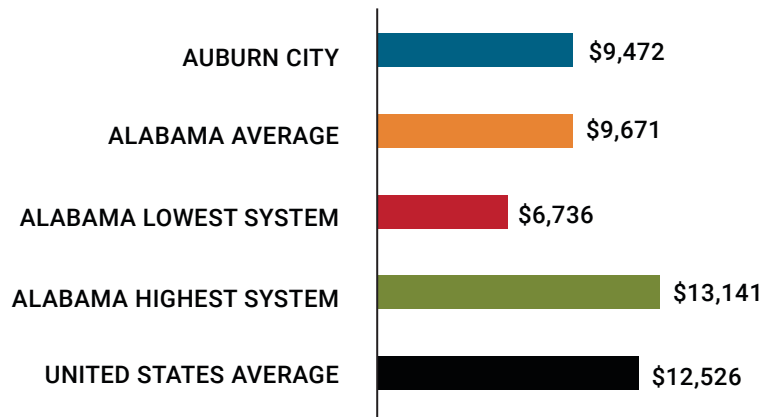 AUBURN CITY $9,472
ALABAMA AVERAGE $9,671
ALABAMA LOWEST SYSTEM $6,736
ALABAMA HIGHEST SYSTEM $13,141
UNITED STATES AVERAGE $12,526